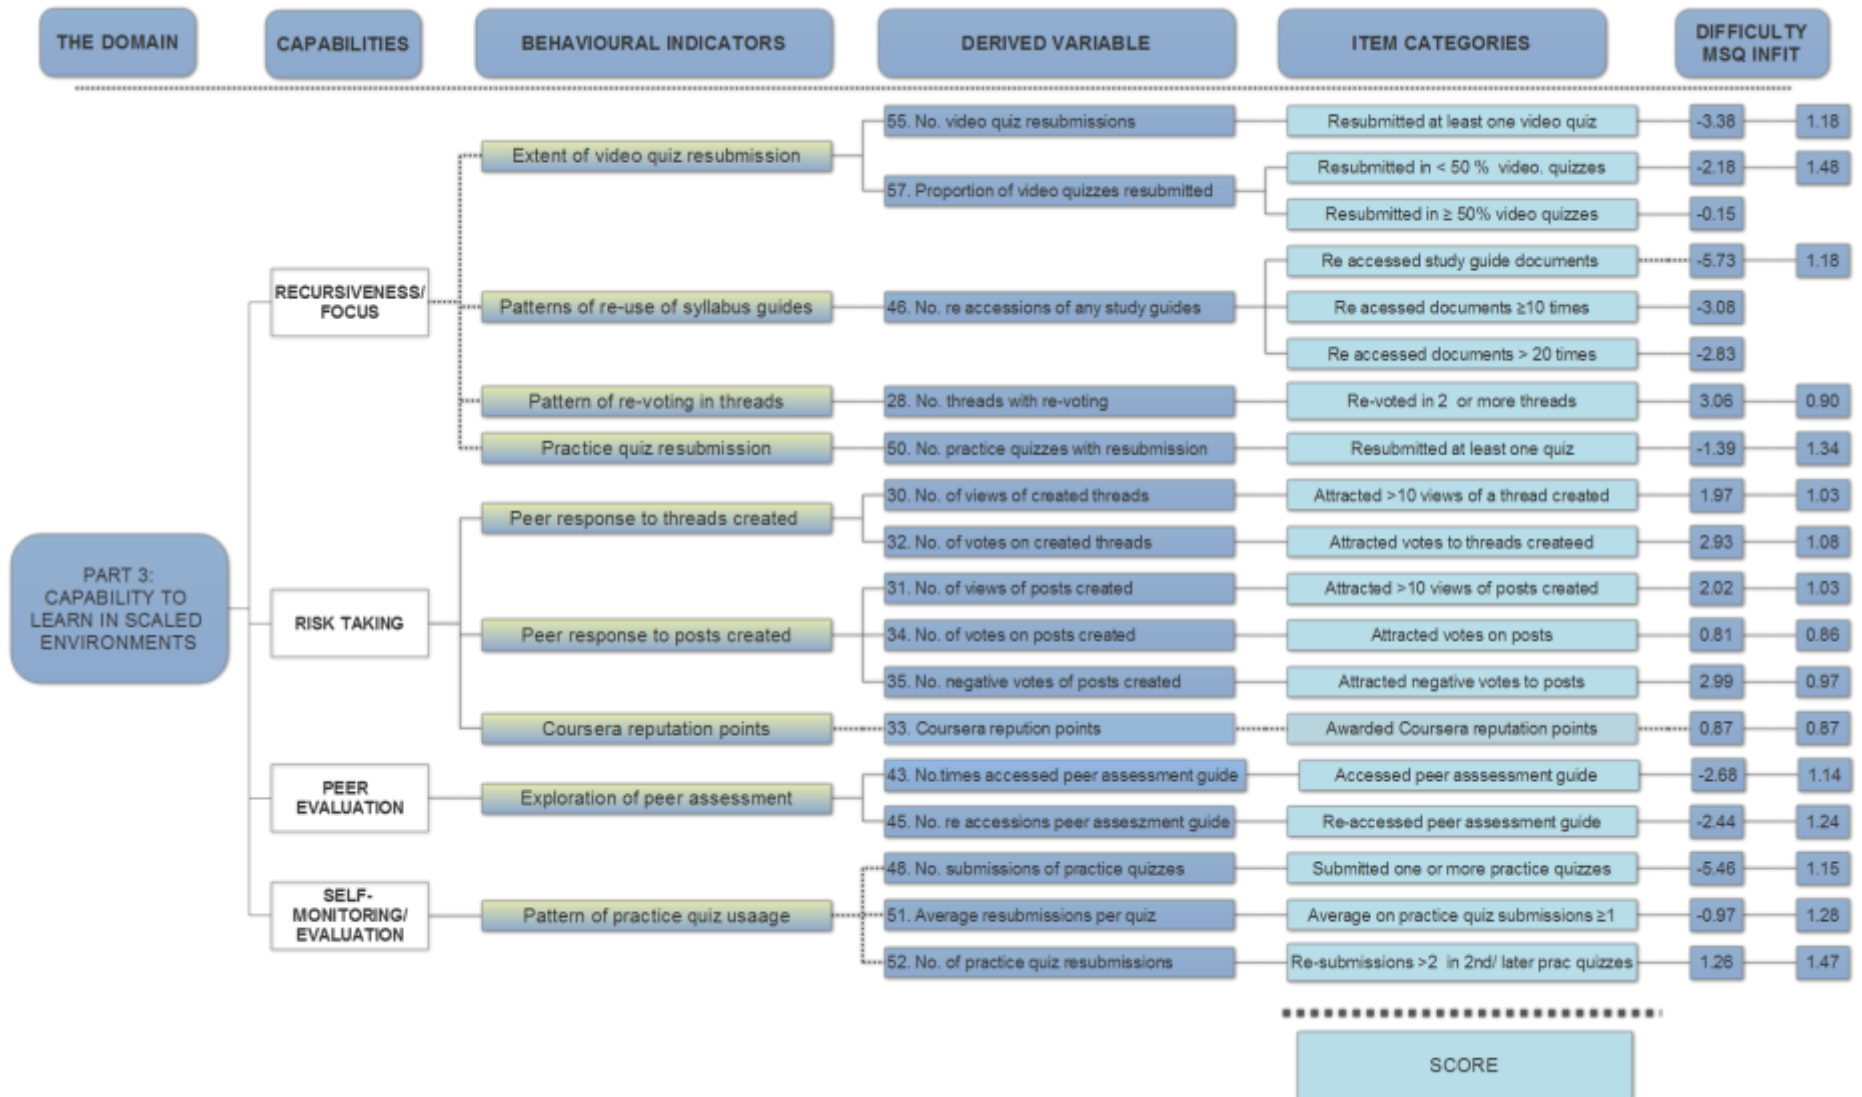 THE DOMAIN
CAPABILITIES
BEHAVIOURAL INDICATORS
DERIVED VARIABLE
ITEM CATEGORIES
DIFFICULTY
MSQ INFIT
PART 3:
CAPABILITY TO
LEARN IN SCALED
ENVIRONMENTS
RECURSIVENESS/
FOCUS
Extent of video quiz resubmission
55. No. video quiz resubmissions
Resubmitted at least one video quiz
-3.38
1.18
57. Proportion of video quizzes resubmitted
Resubmitted in < 50 % video. quizzes
-2.18
1.48
Resubmitted in ≥ 50% video quizzes
-0.15
Patterns of re-use of syllabus guides
46. No. re accessions of any study guides
Re accessed study guide documents
-5.73
1.18
Re acessed documents ≥10 times
-3.08
Re accessed documents > 20 times
-2.83
Pattern of re-voting in threads
28. No. threads with re-voting
Re-voted in 2 or more threads
3.06
0.90
Practice quiz resubmission
50. No. practice quizzes with resubmission
Resubmitted at least one quiz
-1.39
1.34
RISK TAKING
Peer response to threads created
30. No. of views of created threads
Attracted >10 views of a thread created
1.97
1.03
32. No. of votes on created threads
Attracted votes to threads createed
2.93
1.08
Peer response to posts created
31. No. of views of posts created
Attracted >10 views of posts created
2.02
1.03
34. No. of votes on posts created
Attracted votes on posts
0.81
0.86
35. No. negative votes of posts created
Attracted negative votes to posts
2.99
0.97
Coursera reputation points
33. Coursera repution points
Awarded Coursera reputation points
0.87
0.87
PEER
EVALUATION
Exploration of peer assessment
43. No.times accessed peer assessment guide
Accessed peer asssessment guide
-2.68
1.14
45. No. re accessions peer asseszment guide
Re-accessed peer assessment guide
-2.44
1.24
SELF-
MONITORING/
EVALUATION
Pattern of practice quiz usaage
48. No. submissions of practice quizzes
Submitted one or more practice quizzes
-5.46
1.15
51. Average resubmissions per quiz
Average on practice quiz submissions ≥1
-0.97
1.28
52. No. of practice quiz resubmissions
Re-submissions >2 in 2nd/ later prac quizzes
1.26
1.47
SCORE